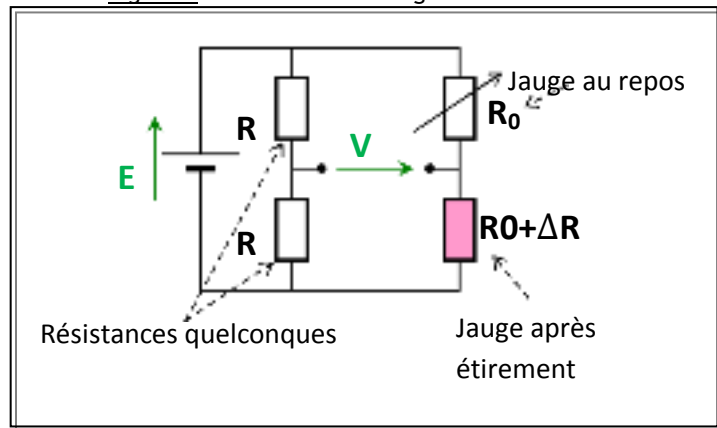 Jauge au repos
R₀
R
V
E
R
R0+ΔR
Résistances quelconques
Jauge après
étirement